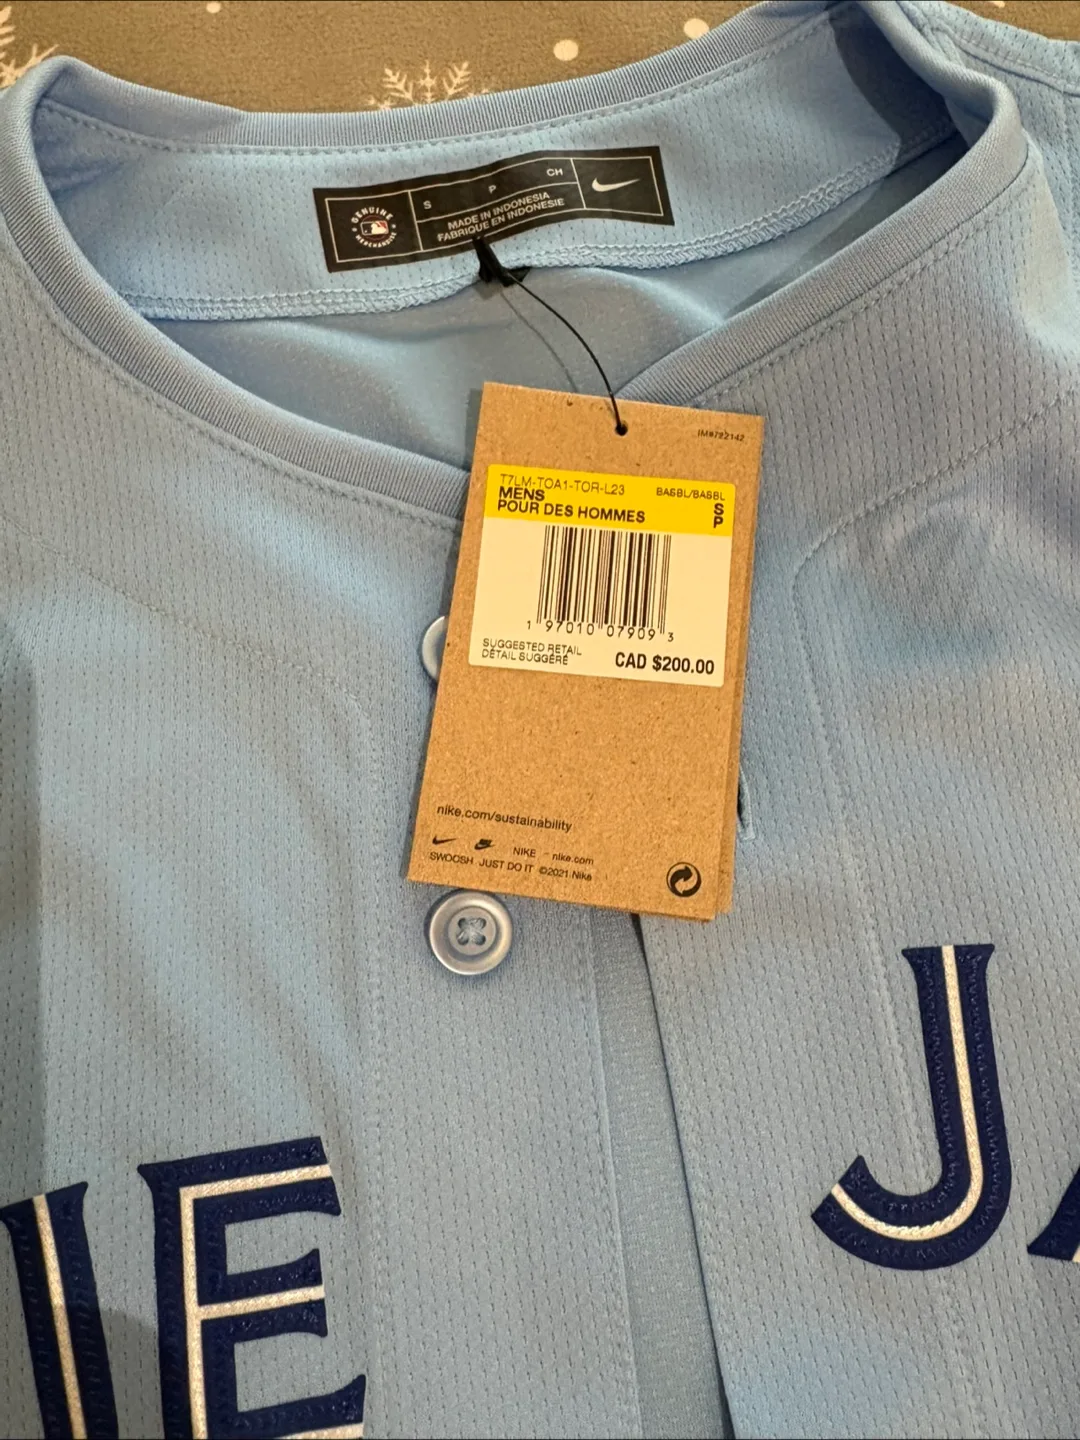 GENUINE
MERCHANDISE
S P CH
MADE IN INDONESIA
FABRIQUE EN INDONESIE
IM#722142
T7LM-TOA1-TOR-L23 BASBL/BASBL
MENS S
POUR DES HOMMES P
1 97010 07909 3
SUGGESTED RETAIL
DÉTAIL SUGGÉRÉ CAD $200.00
nike.com/sustainability
NIKE - nike.com
SWOOSH JUST DO IT ©2021 Nike
IE JA